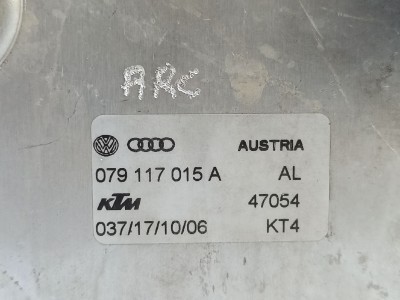 ARC
AUSTRIA
079 117 015 A AL
KTM 47054
037/17/10/06 KT4